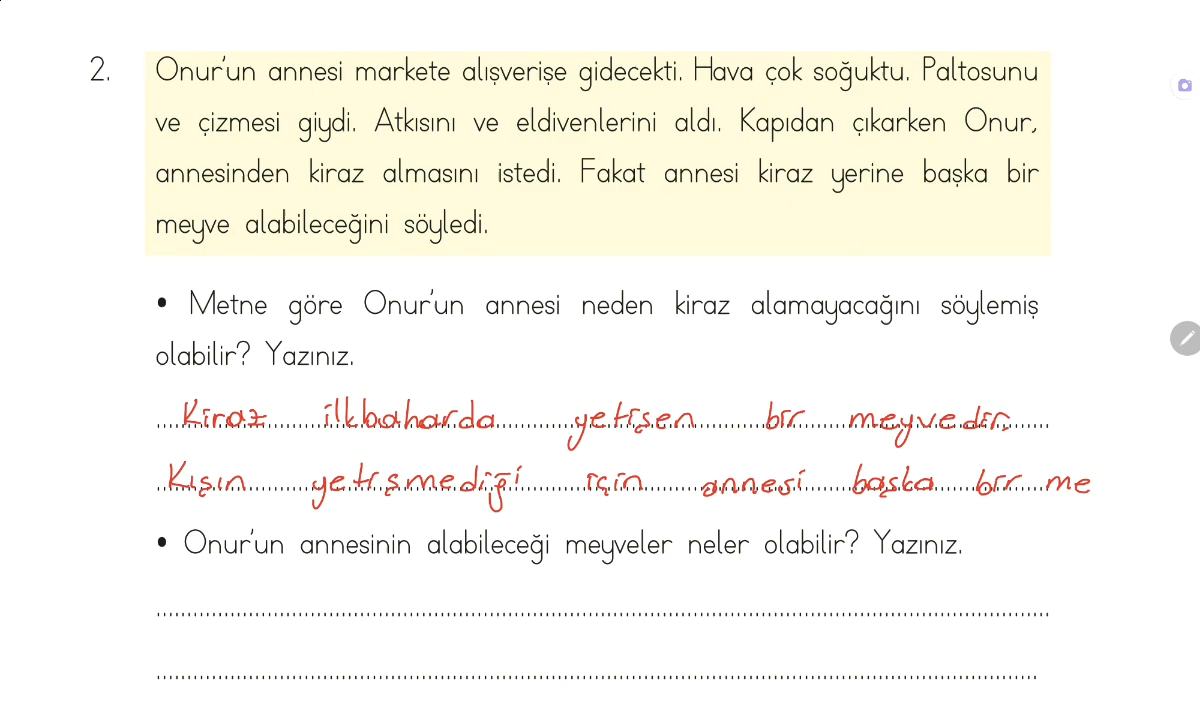 2. Onur'un annesi markete alışverişe gidecekti. Hava çok soğuktu. Paltosunu
ve çizmesi giydi. Atkısını ve eldivenlerini aldı. Kapıdan çıkarken Onur,
annesinden kiraz almasını istedi. Fakat annesi kiraz yerine başka bir
meyve alabileceğini söyledi.
• Metne göre Onur'un annesi neden kiraz alamayacağını söylemiş
olabilir? Yazınız.
Kiraz ilkbaharda yetişen bir meyvedir.
Kışın yetişmediği için annesi başka bir me
• Onur'un annesinin alabileceği meyveler neler olabilir? Yazınız.